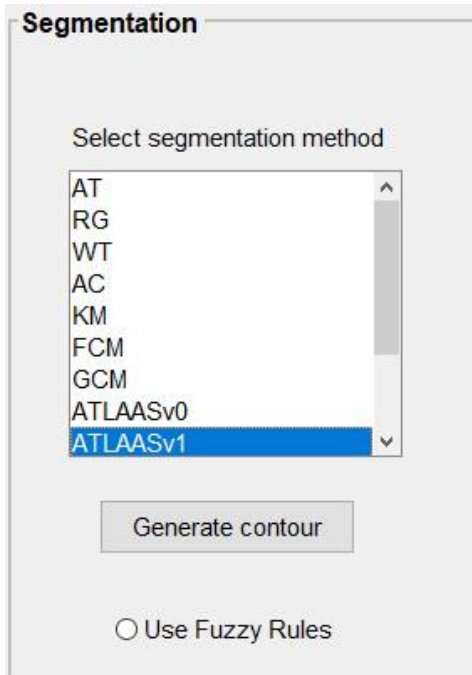 Segmentation
Select segmentation method
AT
RG
WT
AC
KM
FCM
GCM
ATLAASv0
ATLAASv1
Generate contour
Use Fuzzy Rules